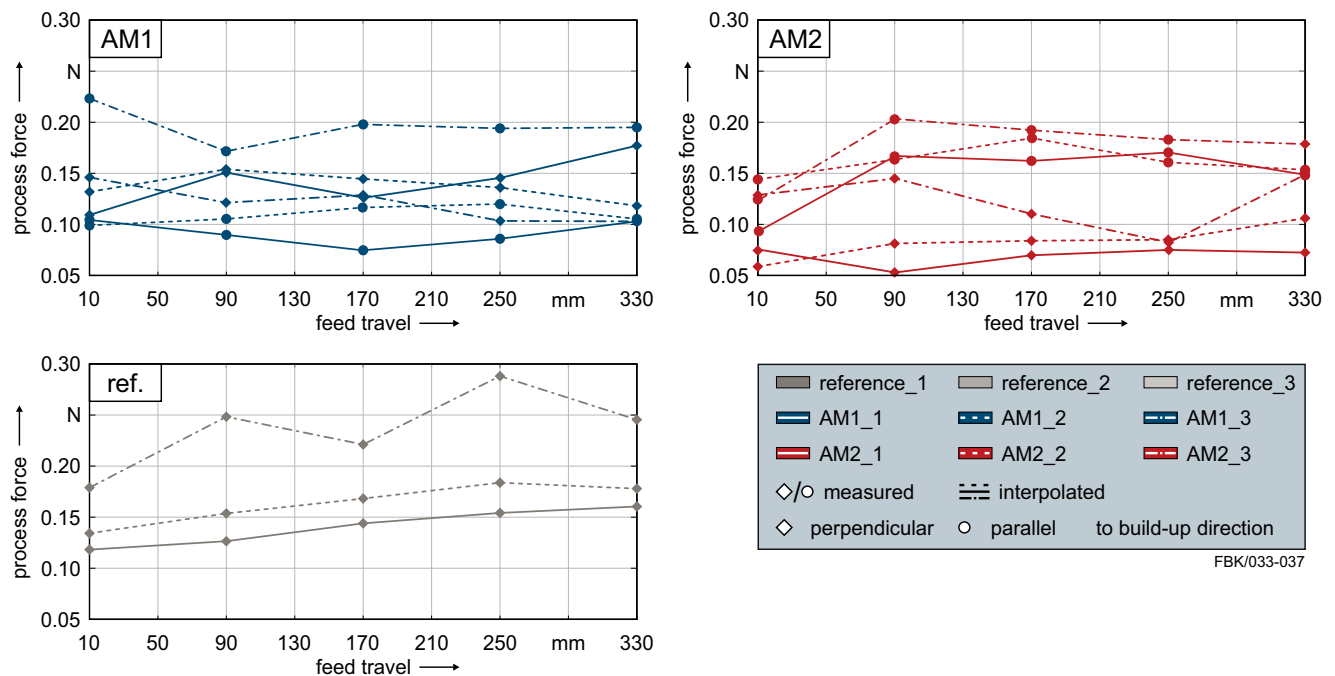 AM1
process force
0.30
N
0.20
0.15
0.10
0.05
10 50 90 130 170 210 250 mm 330
feed travel
AM2
process force
0.30
N
0.20
0.15
0.10
0.05
10 50 90 130 170 210 250 mm 330
feed travel
ref.
process force
0.30
N
0.20
0.15
0.10
0.05
10 50 90 130 170 210 250 mm 330
feed travel
reference_1 reference_2 reference_3
AM1_1 AM1_2 AM1_3
AM2_1 AM2_2 AM2_3
/ measured interpolated
perpendicular parallel to build-up direction
FBK/033-037